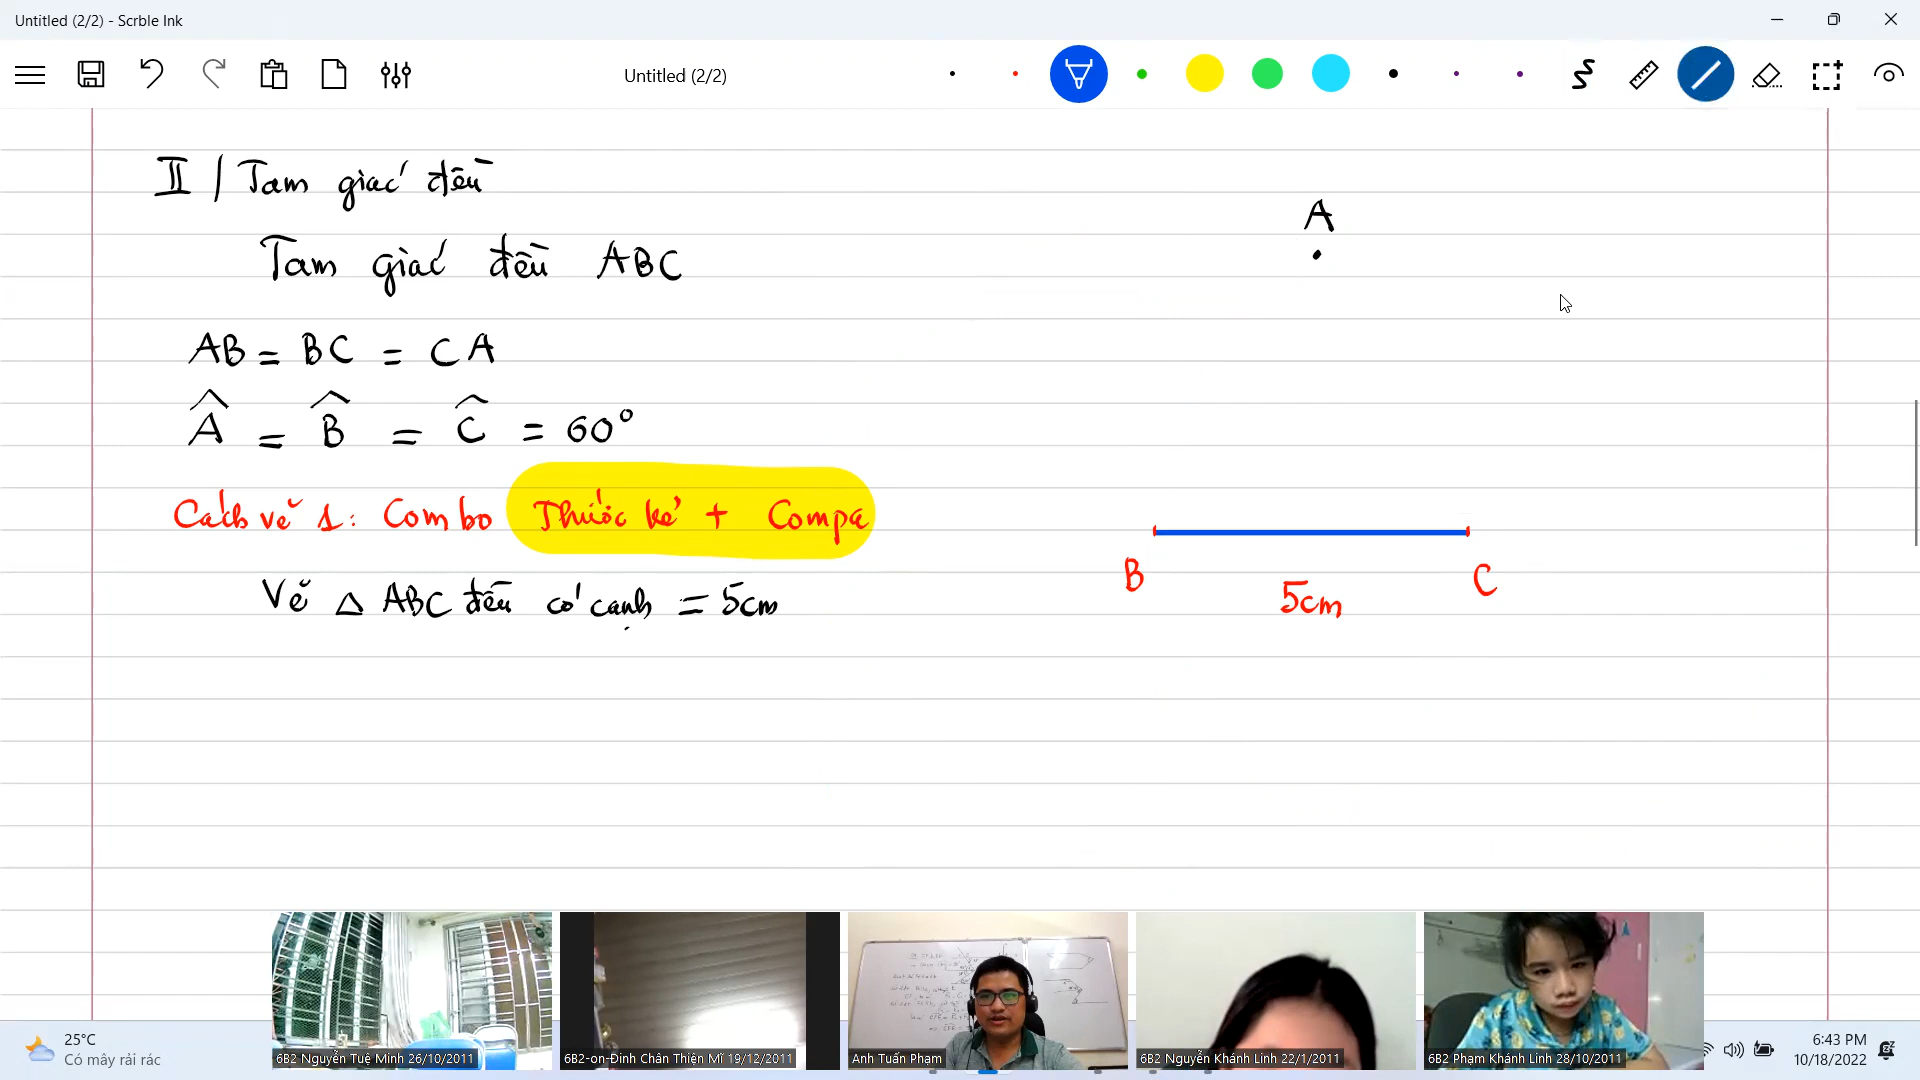 Untitled (2/2) - Scrble Ink
Untitled (2/2)
II / Tam giác đều
Tam giác đều ABC
AB = BC = CA
Â = B̂ = Ĉ = 60°
Cách vẽ 1: Combo Thước kẻ + Compa
Vẽ △ ABC đều có cạnh = 5cm
A
B
5cm
C
6B2 Nguyễn Tuệ Minh 26/10/2011
6B2-on-Đinh Chân Thiện Mĩ 19/12/2011
Anh Tuấn Phạm
6B2 Nguyễn Khánh Linh 22/1/2011
6B2 Phạm Khánh Linh 28/10/2011
25°C
Có mây rải rác
6:43 PM
10/18/2022